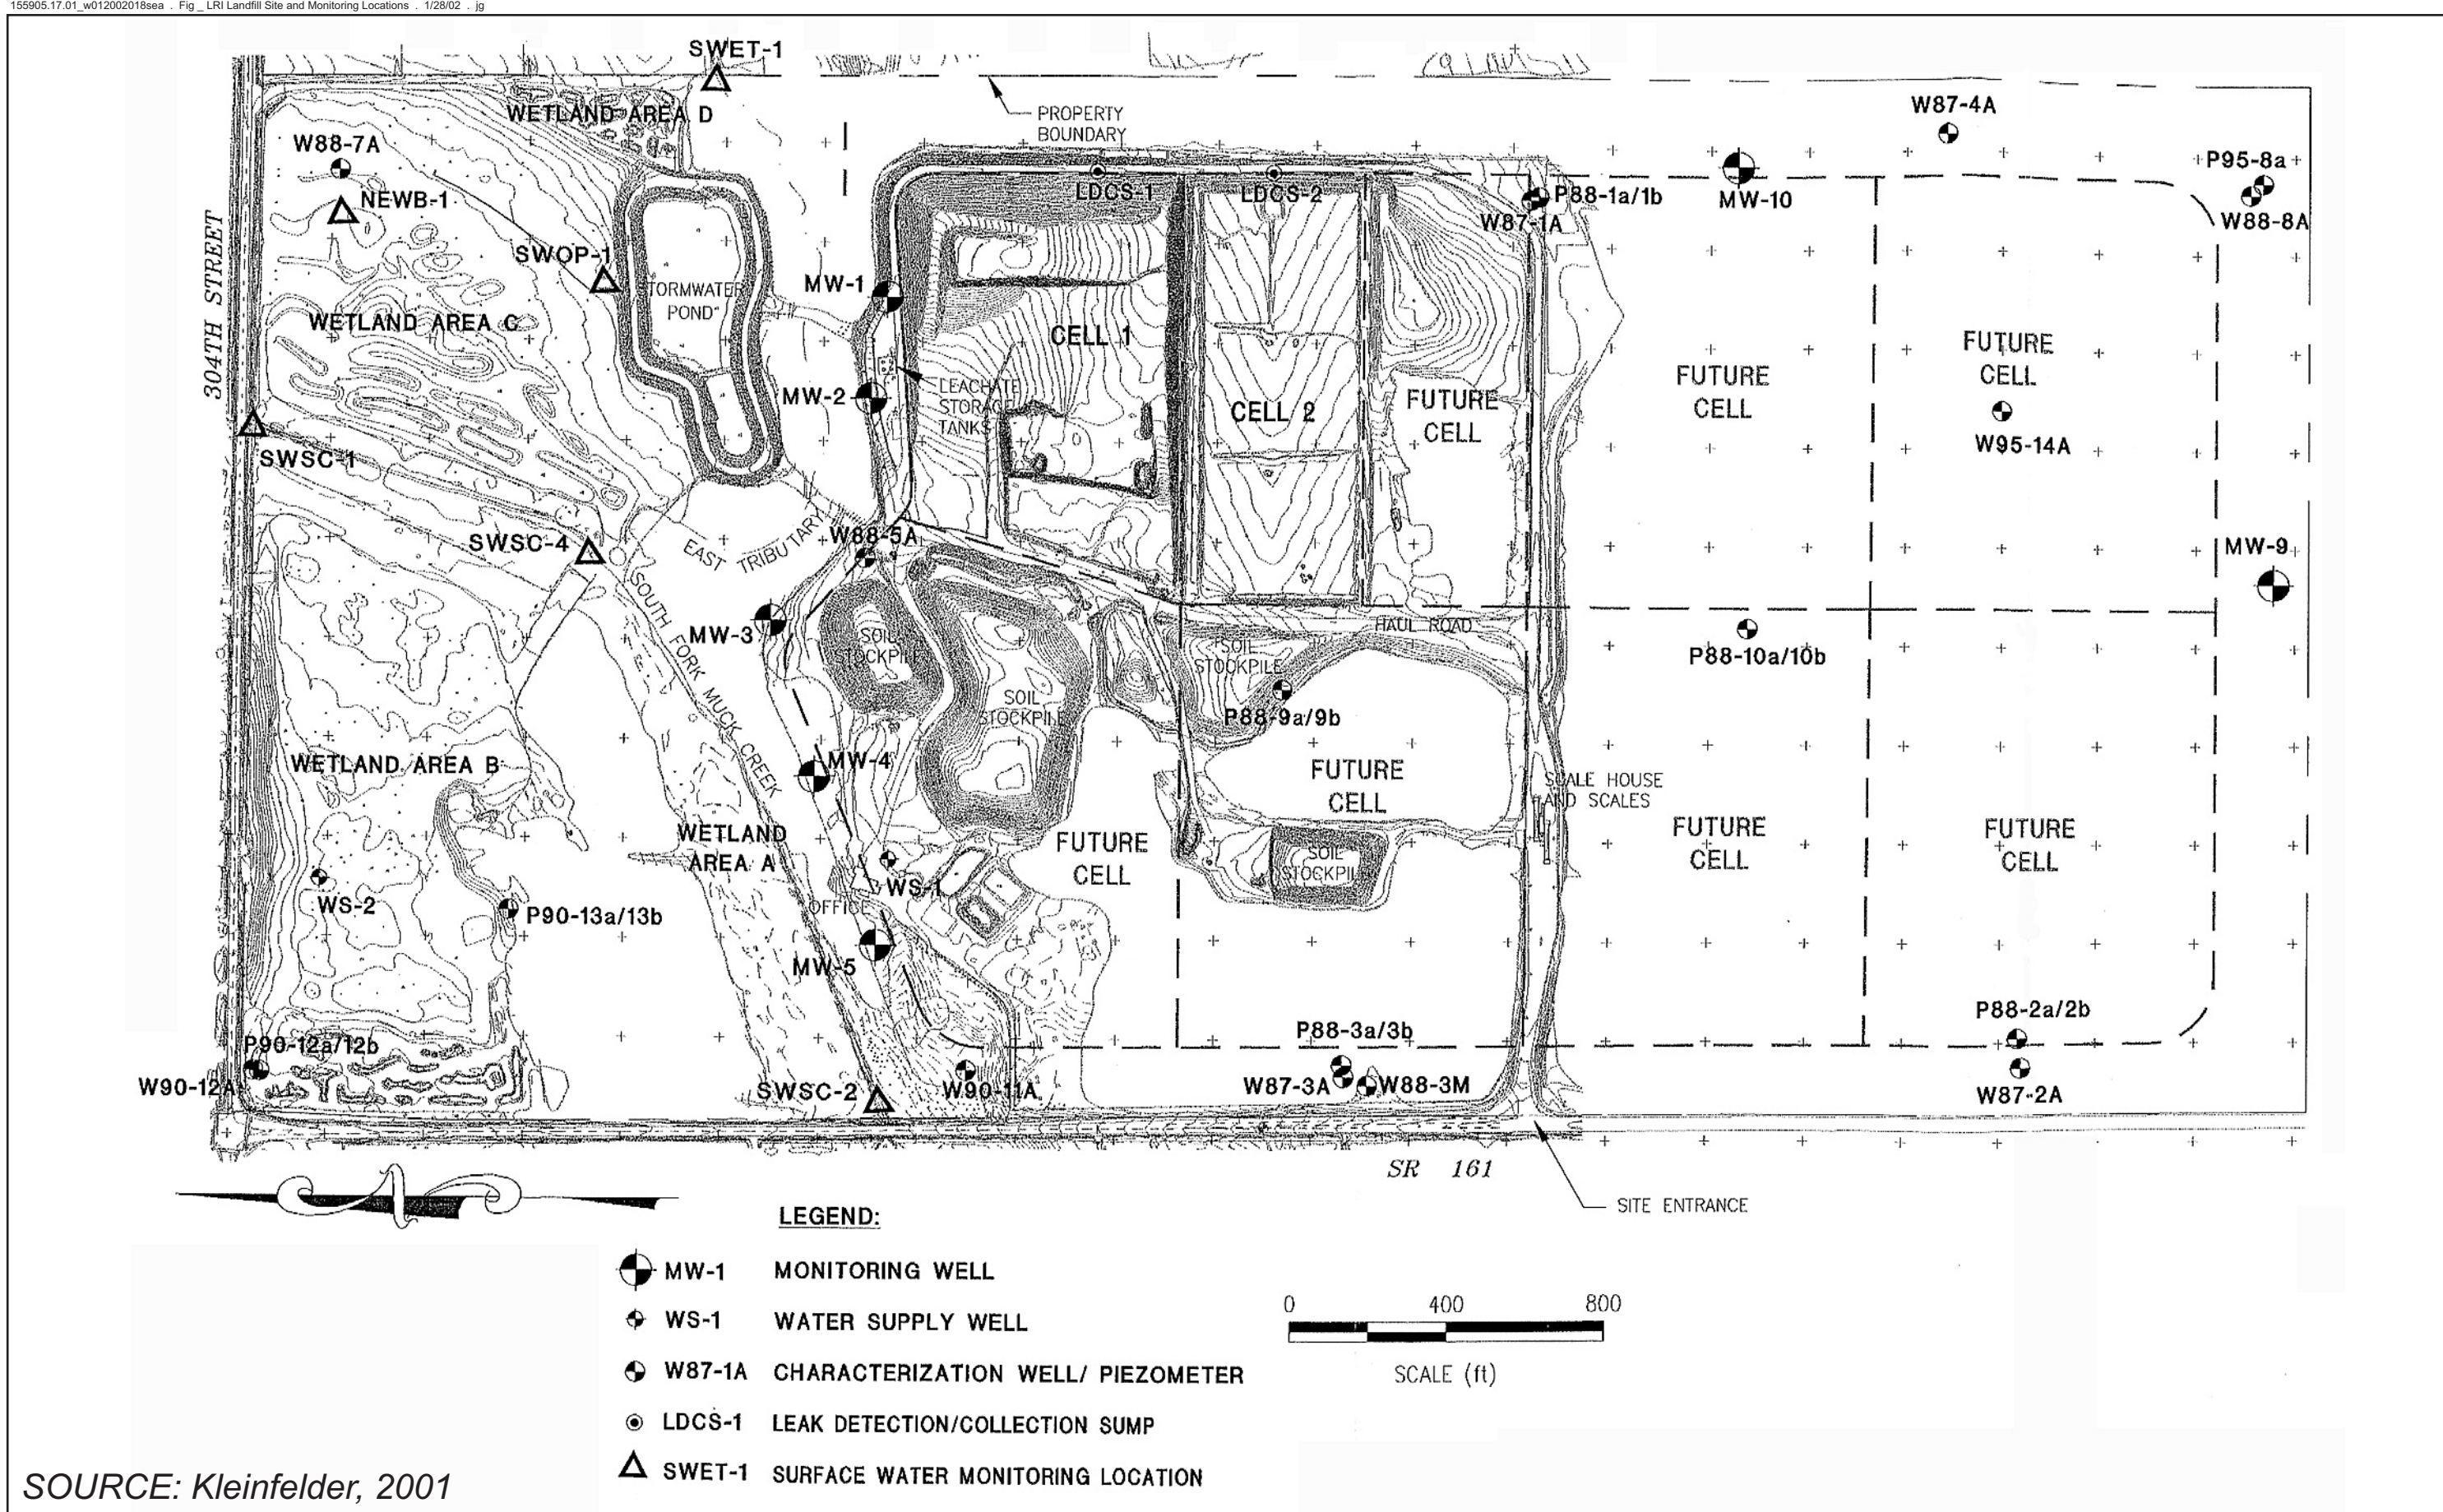 155905.17.01_w012002018sea . Fig _ LRI Landfill Site and Monitoring Locations . 1/28/02 . jg
SWET-1
WETLAND AREA D
PROPERTY
BOUNDARY
W87-4A
W88-7A
NEWB-1
P95-8a
W88-8A
LDCS-1
LDCS-2
P88-1a/1b
W87-1A
MW-10
304TH STREET
SWOP-1
STORMWATER
POND
MW-1
WETLAND AREA C
CELL 1
FUTURE
CELL
FUTURE
CELL
W95-14A
MW-2
LEACHATE
STORAGE
TANKS
CELL 2
FUTURE
CELL
SWSC-1
SWSC-4
EAST TRIBUTARY
W88-5A
MW-9
SOUTH FORK MUCK CREEK
MW-3
SOIL
STOCKPILE
HAUL ROAD
SOIL
STOCKPILE
P88-10a/10b
SOIL
STOCKPILE
P88-9a/9b
WETLAND AREA B
MW-4
FUTURE
CELL
SCALE HOUSE
AND SCALES
WETLAND
AREA A
FUTURE
CELL
SOIL
STOCKPILE
FUTURE
CELL
FUTURE
CELL
WS-2
WS-1
OFFICE
P90-13a/13b
MW-5
P88-2a/2b
P88-3a/3b
P90-12a/12b
W90-12A
SWSC-2
W90-11A
W87-3A
W88-3M
W87-2A
SR 161
SITE ENTRANCE
LEGEND:
MW-1 MONITORING WELL
WS-1 WATER SUPPLY WELL
W87-1A CHARACTERIZATION WELL/ PIEZOMETER
LDCS-1 LEAK DETECTION/COLLECTION SUMP
SWET-1 SURFACE WATER MONITORING LOCATION
0 400 800
SCALE (ft)
SOURCE: Kleinfelder, 2001